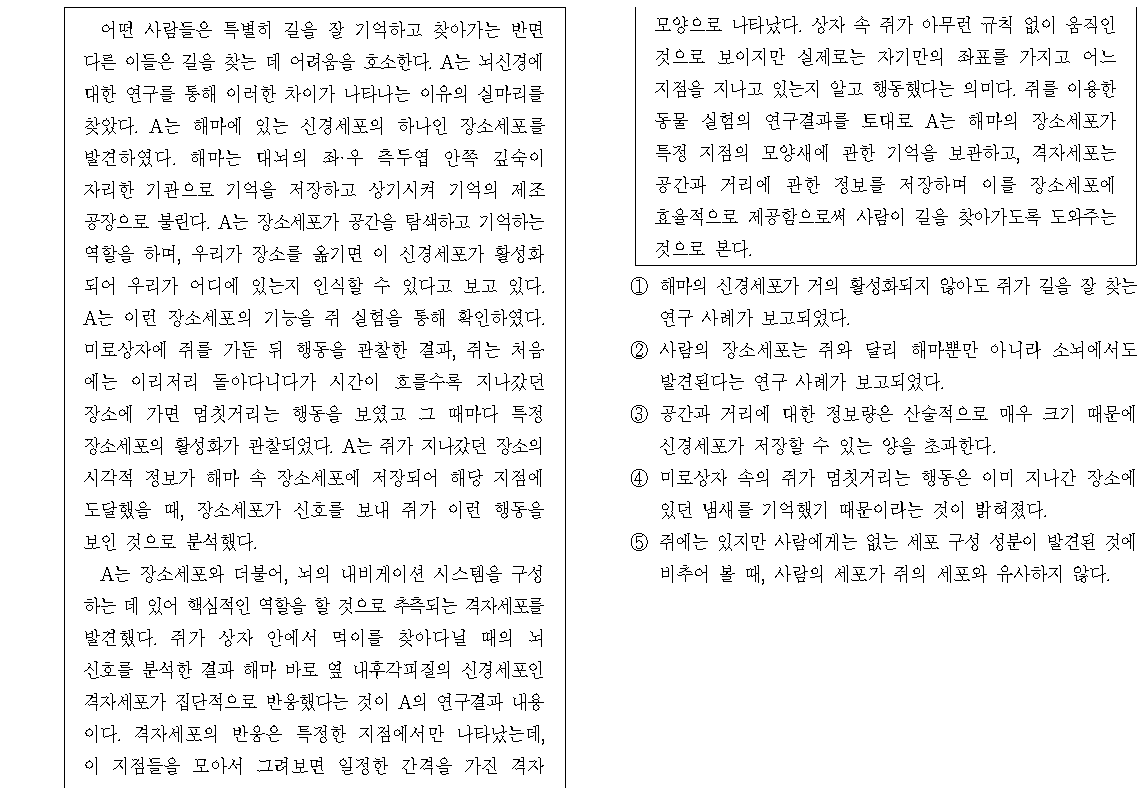 어떤 사람들은 특별히 길을 잘 기억하고 찾아가는 반면
다른 이들은 길을 찾는 데 어려움을 호소한다. A는 뇌신경에
대한 연구를 통해 이러한 차이가 나타나는 이유의 실마리를
찾았다. A는 해마에 있는 신경세포의 하나인 장소세포를
발견하였다. 해마는 대뇌의 좌·우 측두엽 안쪽 깊숙이
자리한 기관으로 기억을 저장하고 상기시켜 기억의 제조
공장으로 불린다. A는 장소세포가 공간을 탐색하고 기억하는
역할을 하며, 우리가 장소를 옮기면 이 신경세포가 활성화
되어 우리가 어디에 있는지 인식할 수 있다고 보고 있다.
A는 이런 장소세포의 기능을 쥐 실험을 통해 확인하였다.
미로상자에 쥐를 가둔 뒤 행동을 관찰한 결과, 쥐는 처음
에는 이리저리 돌아다니다가 시간이 흐를수록 지나갔던
장소에 가면 멈칫거리는 행동을 보였고 그 때마다 특정
장소세포의 활성화가 관찰되었다. A는 쥐가 지나갔던 장소의
시각적 정보가 해마 속 장소세포에 저장되어 해당 지점에
도달했을 때, 장소세포가 신호를 보내 쥐가 이런 행동을
보인 것으로 분석했다.
A는 장소세포와 더불어, 뇌의 내비게이션 시스템을 구성
하는 데 있어 핵심적인 역할을 할 것으로 추측되는 격자세포를
발견했다. 쥐가 상자 안에서 먹이를 찾아다닐 때의 뇌
신호를 분석한 결과 해마 바로 옆 내후각피질의 신경세포인
격자세포가 집단적으로 반응했다는 것이 A의 연구결과 내용
이다. 격자세포의 반응은 특정한 지점에서만 나타났는데,
이 지점들을 모아서 그려보면 일정한 간격을 가진 격자
모양으로 나타났다. 상자 속 쥐가 아무런 규칙 없이 움직인
것으로 보이지만 실제로는 자기만의 좌표를 가지고 어느
지점을 지나고 있는지 알고 행동했다는 의미다. 쥐를 이용한
동물 실험의 연구결과를 토대로 A는 해마의 장소세포가
특정 지점의 모양새에 관한 기억을 보관하고, 격자세포는
공간과 거리에 관한 정보를 저장하며 이를 장소세포에
효율적으로 제공함으로써 사람이 길을 찾아가도록 도와주는
것으로 본다.
① 해마의 신경세포가 거의 활성화되지 않아도 쥐가 길을 잘 찾는
연구 사례가 보고되었다.
② 사람의 장소세포는 쥐와 달리 해마뿐만 아니라 소뇌에서도
발견된다는 연구 사례가 보고되었다.
③ 공간과 거리에 대한 정보량은 산술적으로 매우 크기 때문에
신경세포가 저장할 수 있는 양을 초과한다.
④ 미로상자 속의 쥐가 멈칫거리는 행동은 이미 지나간 장소에
있던 냄새를 기억했기 때문이라는 것이 밝혀졌다.
⑤ 쥐에는 있지만 사람에게는 없는 세포 구성 성분이 발견된 것에
비추어 볼 때, 사람의 세포가 쥐의 세포와 유사하지 않다.